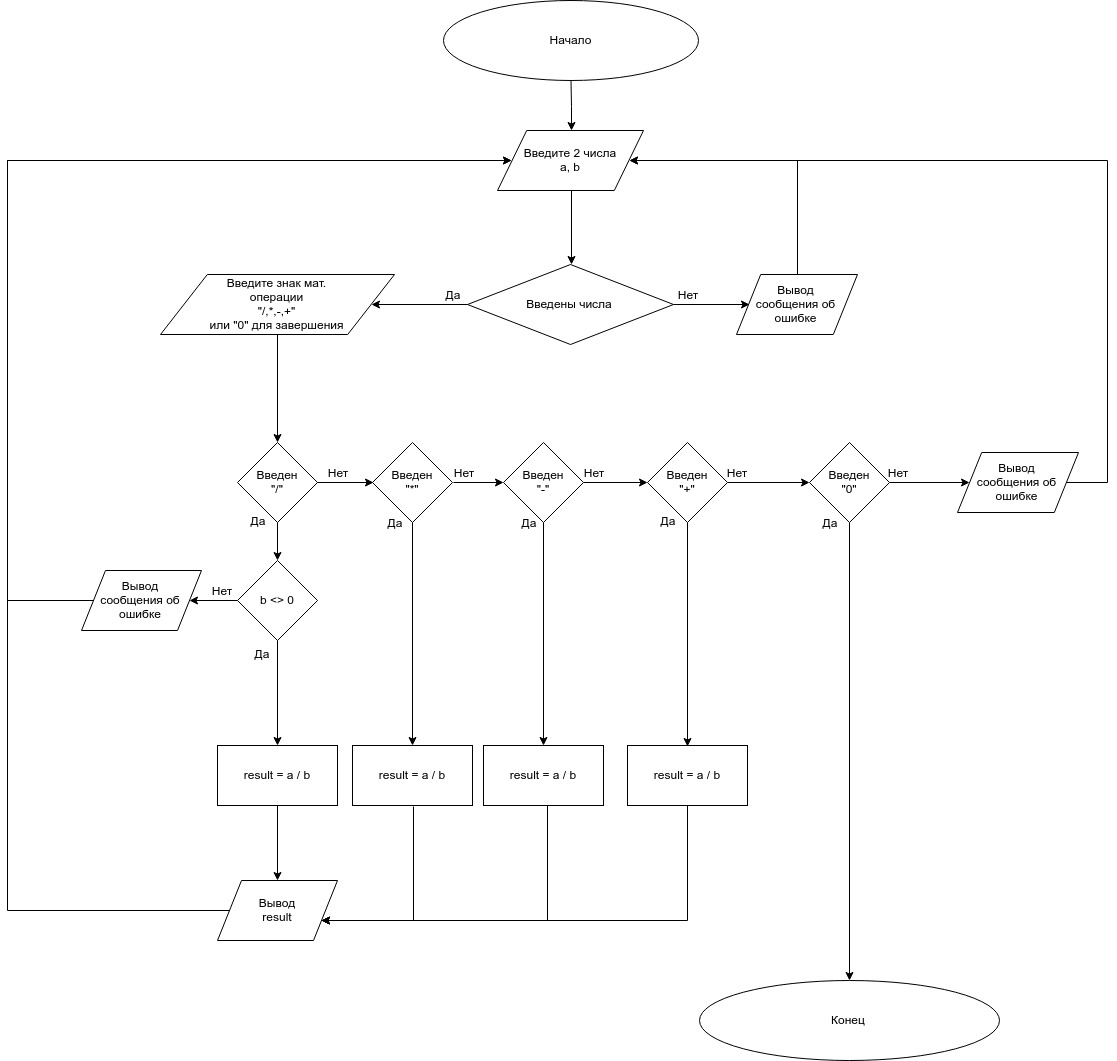 Начало
Введите 2 числа
a, b
Введите знак мат.
операции
"/,*,-,+"
или "0" для завершения
Да
Введены числа
Нет
Вывод
сообщения об
ошибке
Введен
"/"
Нет
Введен
"*"
Нет
Введен
"-"
Нет
Введен
"+"
Нет
Введен
"0"
Нет
Вывод
сообщения об
ошибке
Да
Да
Да
Да
Да
Вывод
сообщения об
ошибке
Нет
b <> 0
Да
result = a / b
result = a / b
result = a / b
result = a / b
Вывод
result
Конец